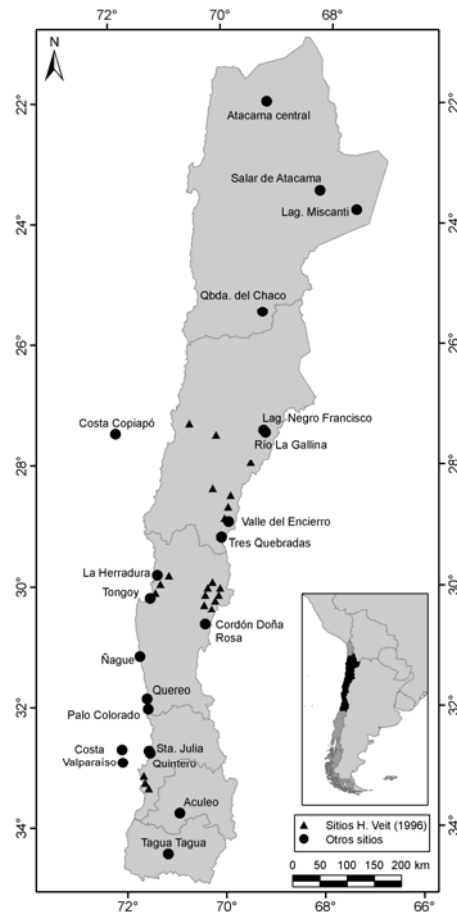 72° 70° 68°
N
22°
22°
Atacama central
Salar de Atacama
Lag. Miscanti
24°
24°
Qbda. del Chaco
26°
26°
Costa Copiapó
Lag. Negro Francisco
Río La Gallina
28°
28°
Valle del Encierro
Tres Quebradas
La Herradura
30°
30°
Tongoy
Cordón Doña
Rosa
Ñague
Quereo
32°
32°
Palo Colorado
Costa
Valparaíso
Sta. Julia
Quintero
Aculeo
34°
34°
Tagua Tagua
Sitios H. Veit (1996)
Otros sitios
0 50 100 150 200
km
72° 70° 68° 66°